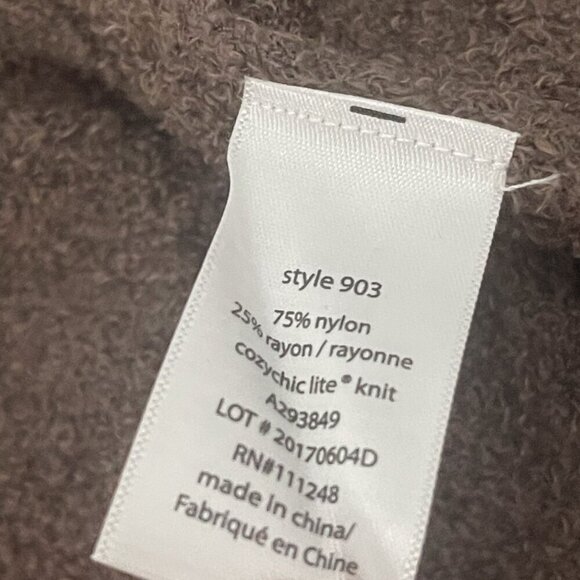 style 903
75% nylon
25% rayon / rayonne
cozychic lite® knit
A293849
LOT # 20170604D
RN#111248
made in china/
Fabriqué en Chine